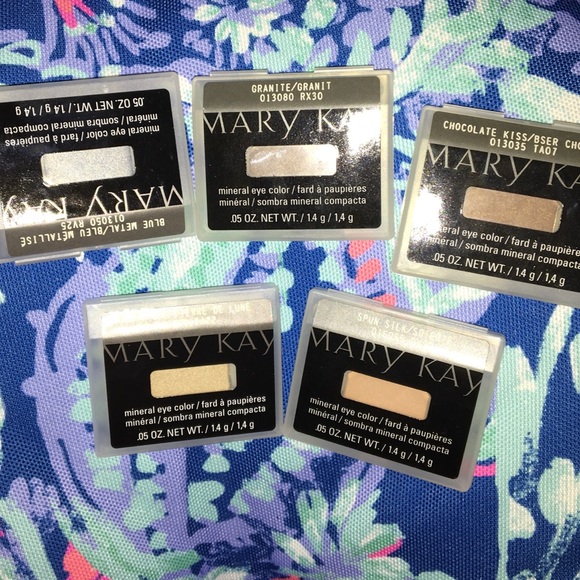 .05 OZ. NET WT. / 1.4 g / 1,4 g
minéral / sombra mineral compacta
mineral eye color / fard à paupières
MARY KAY
013050 RV25
BLUE METAL/BLEU MÉTALLISÉ
GRANITE/GRANIT
013080 RX30
MARY KAY
mineral eye color / fard à paupières
minéral / sombra mineral compacta
.05 OZ. NET WT. / 1.4 g / 1,4 g
CHOCOLATE KISS/BSER CHO
013035 TA07
MARY KAY
mineral eye color / fard à paupières
minéral / sombra mineral compacta
.05 OZ. NET WT. / 1.4 g / 1,4 g
DE LUNE
MARY KAY
mineral eye color / fard à paupières
minéral / sombra mineral compacta
.05 OZ. NET WT. / 1.4 g / 1,4 g
SPUN SILK/
MARY KAY
mineral eye color / fard à paupières
minéral / sombra mineral compacta
.05 OZ. NET WT. / 1.4 g / 1,4 g